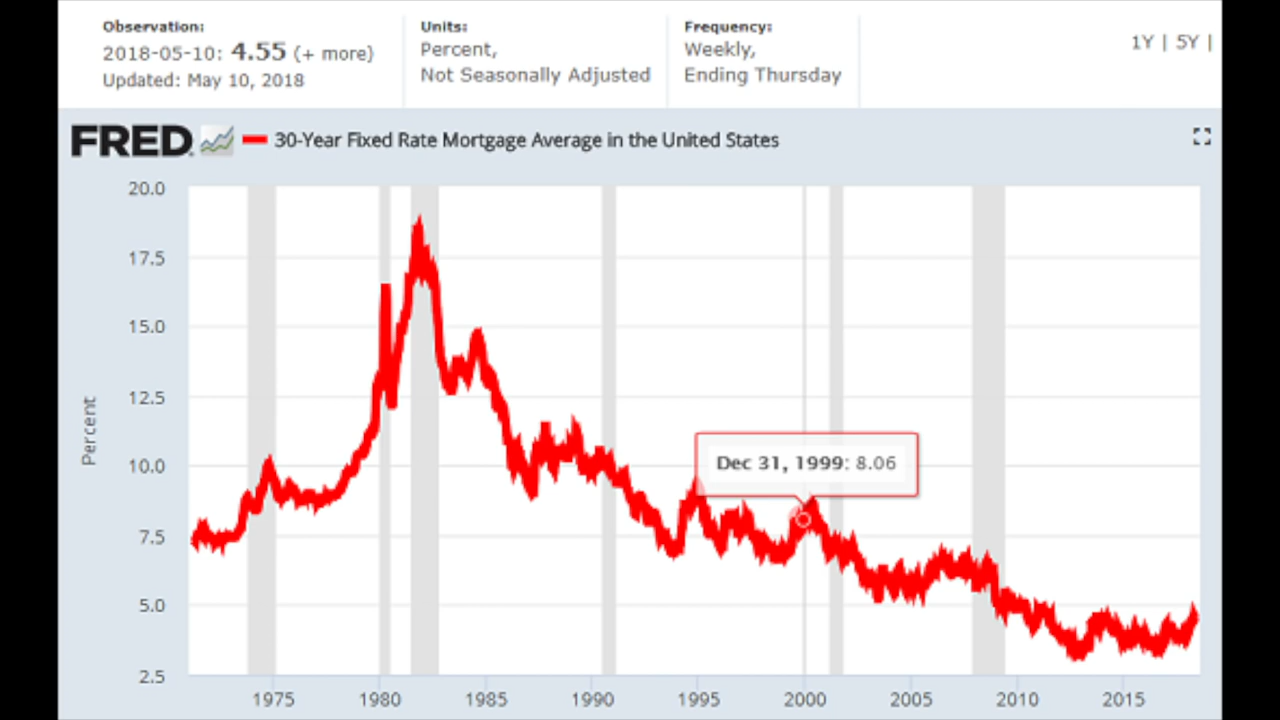 Observation:
2018-05-10: 4.55 (+ more)
Updated: May 10, 2018
Units:
Percent,
Not Seasonally Adjusted
Frequency:
Weekly,
Ending Thursday
1Y | 5Y |
FRED
30-Year Fixed Rate Mortgage Average in the United States
20.0
17.5
15.0
12.5
10.0
7.5
5.0
2.5
Percent
Dec 31, 1999: 8.06
1975 1980 1985 1990 1995 2000 2005 2010 2015